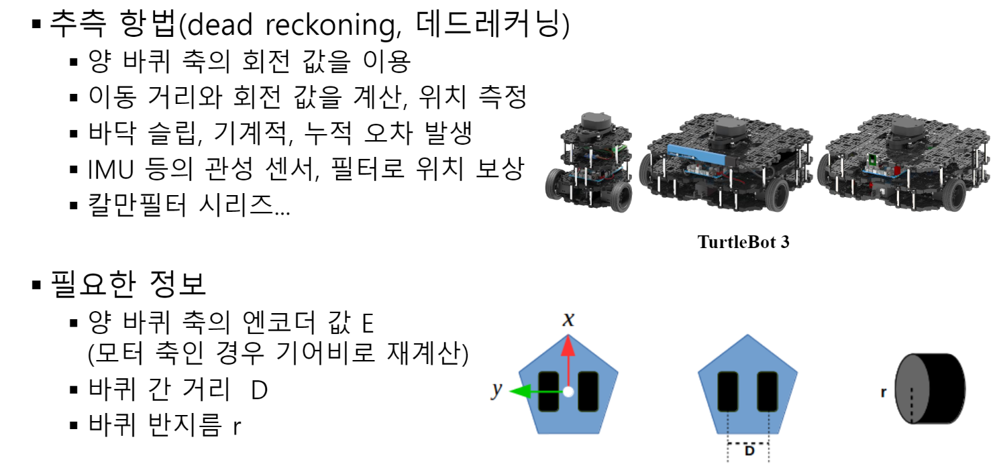 ▪ 추측 항법(dead reckoning, 데드레커닝)
▪ 양 바퀴 축의 회전 값을 이용
▪ 이동 거리와 회전 값을 계산, 위치 측정
▪ 바닥 슬립, 기계적, 누적 오차 발생
▪ IMU 등의 관성 센서, 필터로 위치 보상
▪ 칼만필터 시리즈...
TurtleBot 3
▪ 필요한 정보
▪ 양 바퀴 축의 엔코더 값 E
(모터 축인 경우 기어비로 재계산)
▪ 바퀴 간 거리 D
▪ 바퀴 반지름 r
x
y
D
r